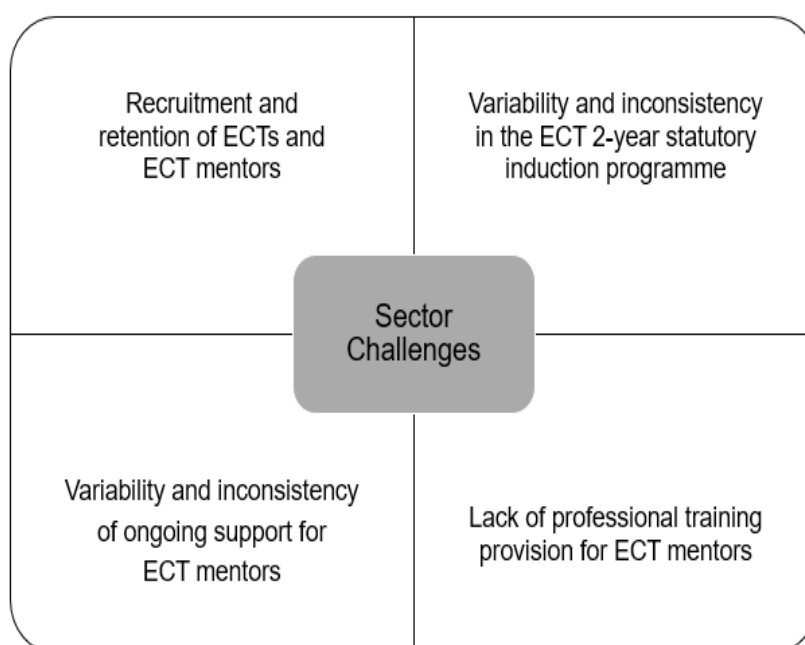 Recruitment and
retention of ECTs and
ECT mentors
Variability and inconsistency
in the ECT 2-year statutory
induction programme
Sector
Challenges
Variability and inconsistency
of ongoing support for
ECT mentors
Lack of professional training
provision for ECT mentors